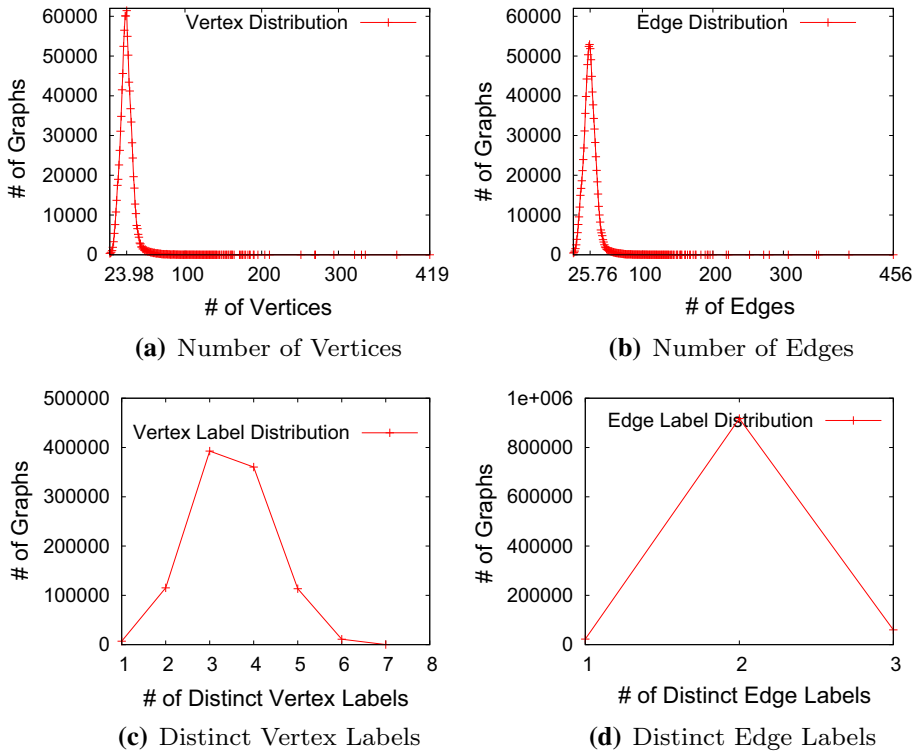 Vertex Distribution
# of Graphs
60000
50000
40000
30000
20000
10000
0
23.98 100 200 300 419
# of Vertices
(a) Number of Vertices
Edge Distribution
# of Graphs
60000
50000
40000
30000
20000
10000
0
25.76 100 200 300 456
# of Edges
(b) Number of Edges
Vertex Label Distribution
# of Graphs
500000
400000
300000
200000
100000
0
1 2 3 4 5 6 7 8
# of Distinct Vertex Labels
(c) Distinct Vertex Labels
Edge Label Distribution
# of Graphs
1e+006
800000
600000
400000
200000
0
1 2 3
# of Distinct Edge Labels
(d) Distinct Edge Labels